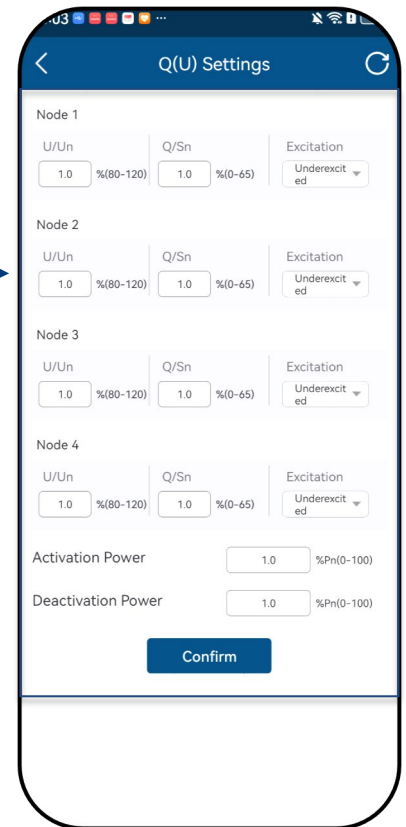 :03 ...
Q(U) Settings
Node 1
U/Un Q/Sn Excitation
1.0 %(80-120) 1.0 %(0-65) Underexcit
ed
Node 2
U/Un Q/Sn Excitation
1.0 %(80-120) 1.0 %(0-65) Underexcit
ed
Node 3
U/Un Q/Sn Excitation
1.0 %(80-120) 1.0 %(0-65) Underexcit
ed
Node 4
U/Un Q/Sn Excitation
1.0 %(80-120) 1.0 %(0-65) Underexcit
ed
Activation Power 1.0 %Pn(0-100)
Deactivation Power 1.0 %Pn(0-100)
Confirm